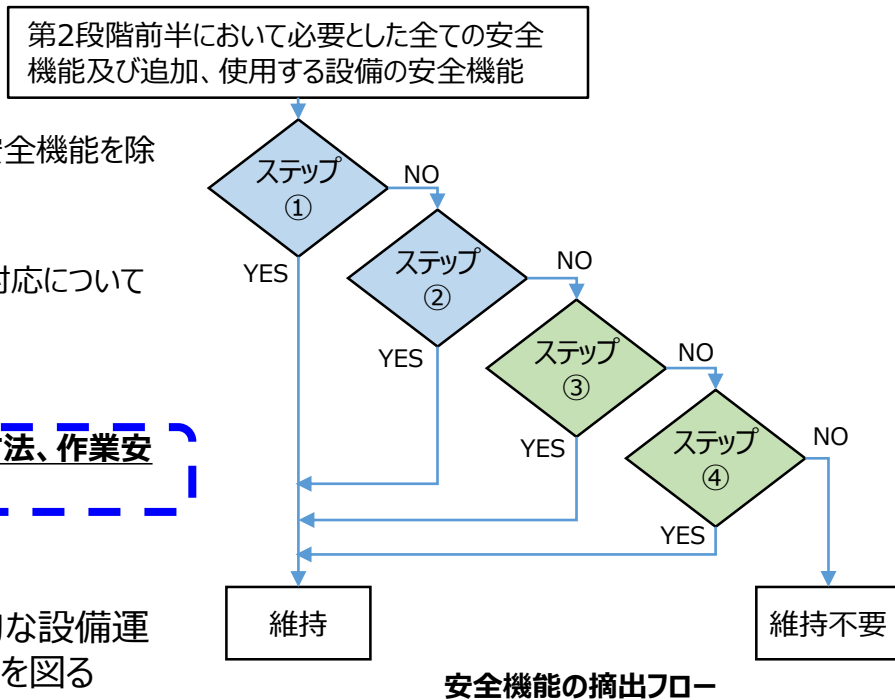 第2段階前半において必要とした全ての安全
機能及び追加、使用する設備の安全機能
全機能を除
ステップ
①
NO
対応について
YES
ステップ
②
NO
YES
ステップ
③
NO
法、作業安
YES
ステップ
④
NO
YES
な設備運
を図る
維持
維持不要
安全機能の摘出フロー